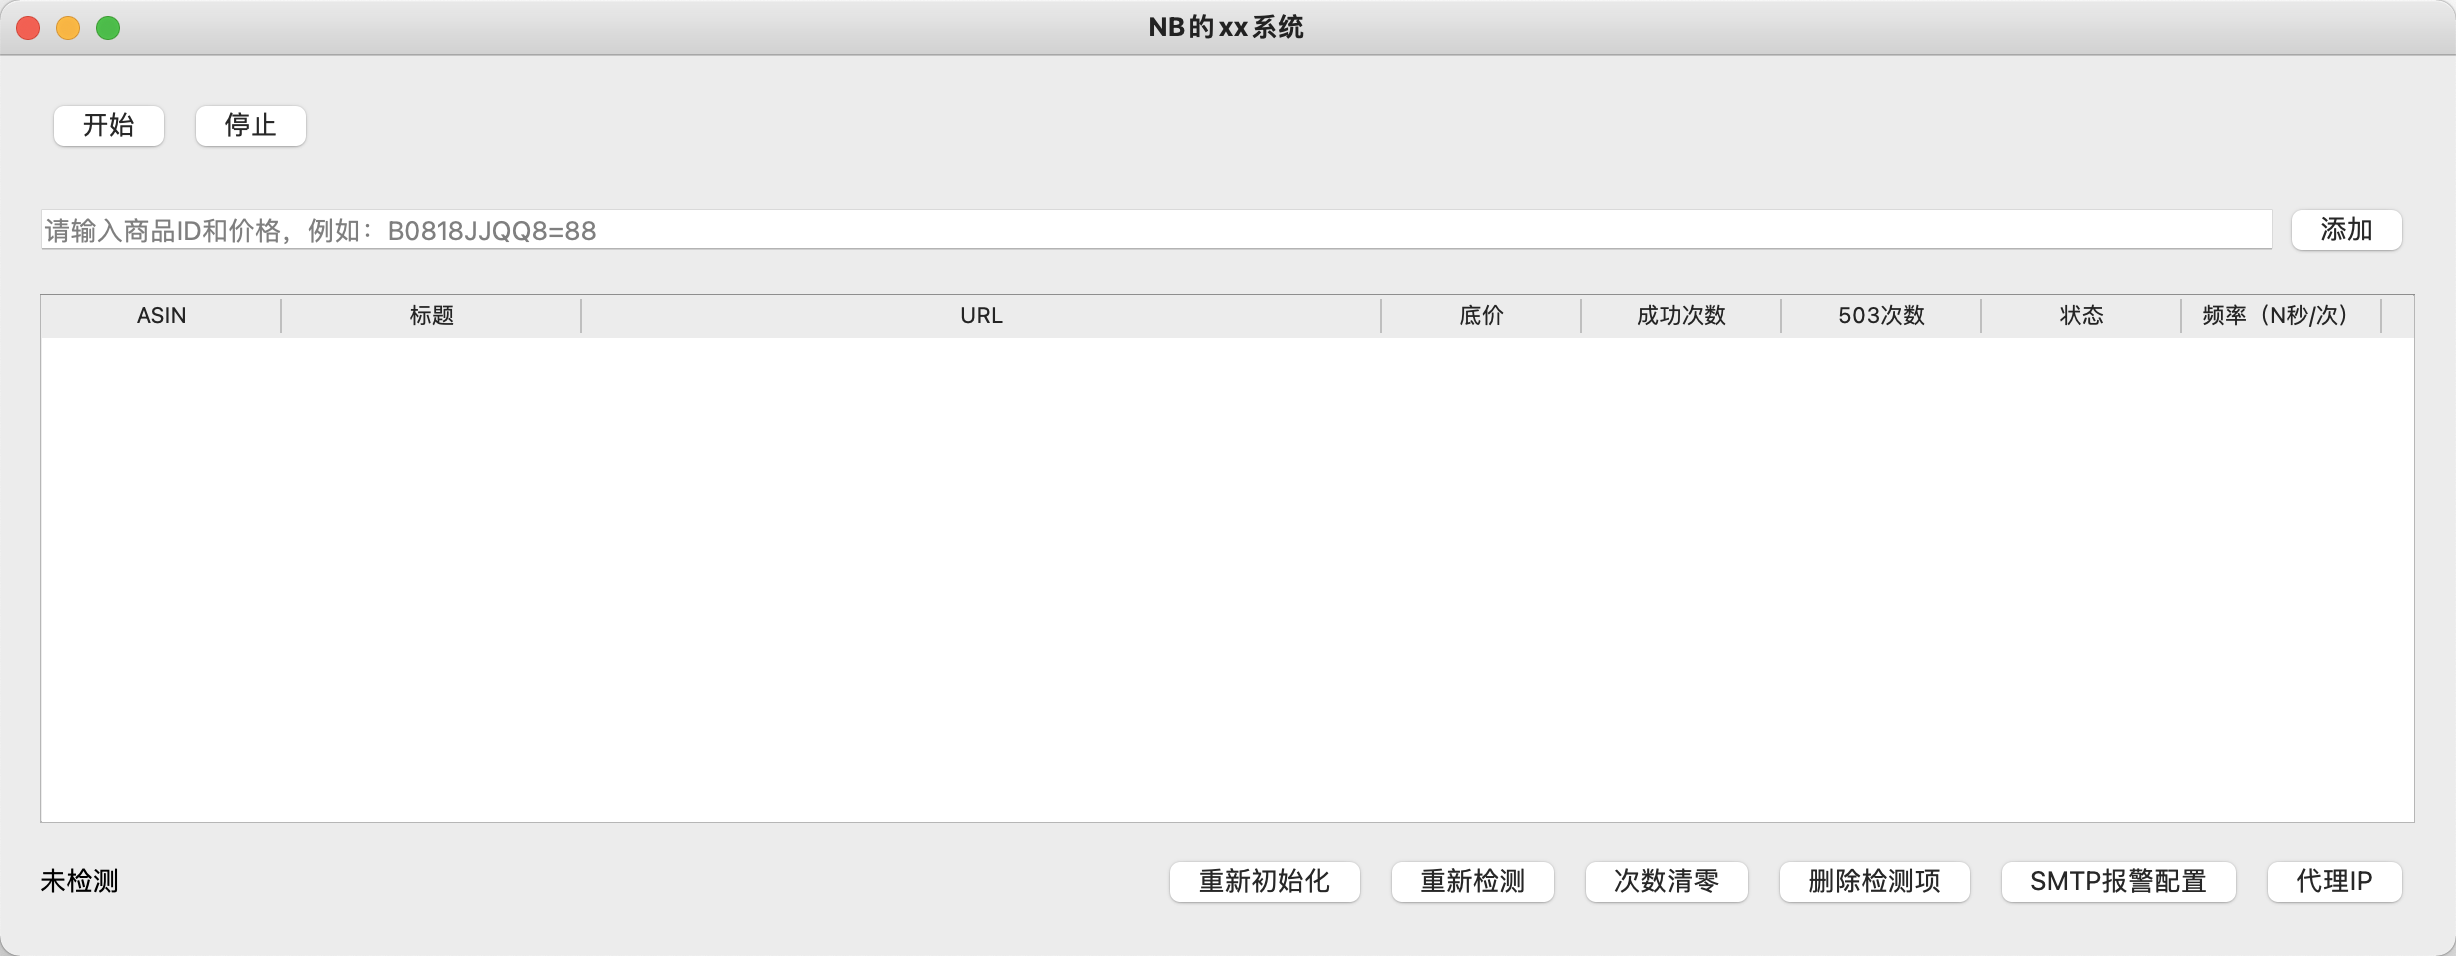 NB的xx系统
开始 停止
请输入商品ID和价格，例如：B0818JJQQ8=88 添加
ASIN 标题 URL 底价 成功次数 503次数 状态 频率（N秒/次）
未检测 重新初始化 重新检测 次数清零 删除检测项 SMTP报警配置 代理IP